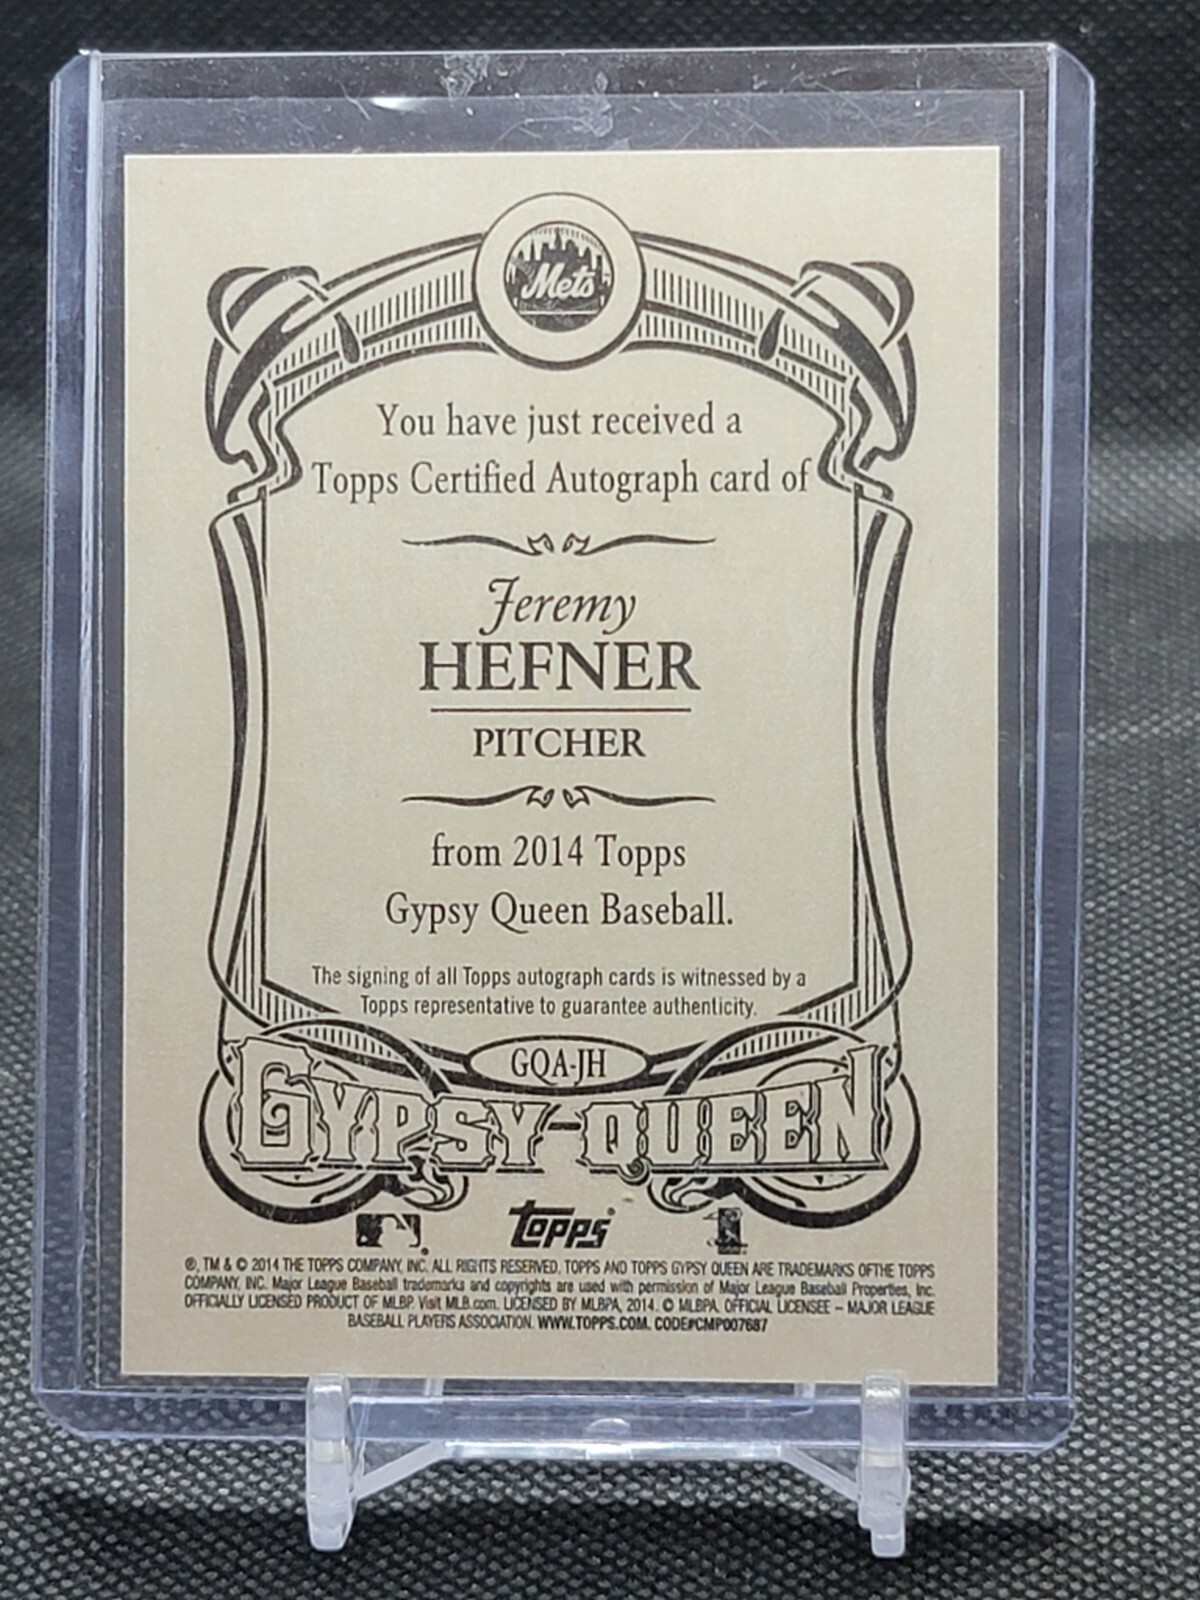 Mets
You have just received a
Topps Certified Autograph card of
Jeremy
HEFNER
PITCHER
from 2014 Topps
Gypsy Queen Baseball.
The signing of all Topps autograph cards is witnessed by a
Topps representative to guarantee authenticity.
GQA-JH
GYPSY QUEEN
Topps
®, TM & © 2014 THE TOPPS COMPANY, INC. ALL RIGHTS RESERVED. TOPPS AND TOPPS GYPSY QUEEN ARE TRADEMARKS OFTHE TOPPS
COMPANY, INC. Major League Baseball trademarks and copyrights are used with permission of Major League Baseball Properties, Inc.
OFFICIALLY LICENSED PRODUCT OF MLBP. Visit MLB.com. LICENSED BY MLBPA, 2014. © MLBPA. OFFICIAL LICENSEE – MAJOR LEAGUE
BASEBALL PLAYERS ASSOCIATION. WWW.TOPPS.COM. CODE#CMP007687